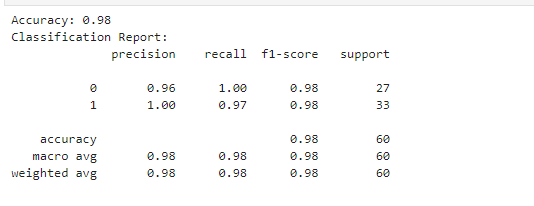 Accuracy: 0.98
Classification Report:
precision recall f1-score support
0 0.96 1.00 0.98 27
1 1.00 0.97 0.98 33
accuracy 0.98 60
macro avg 0.98 0.98 0.98 60
weighted avg 0.98 0.98 0.98 60